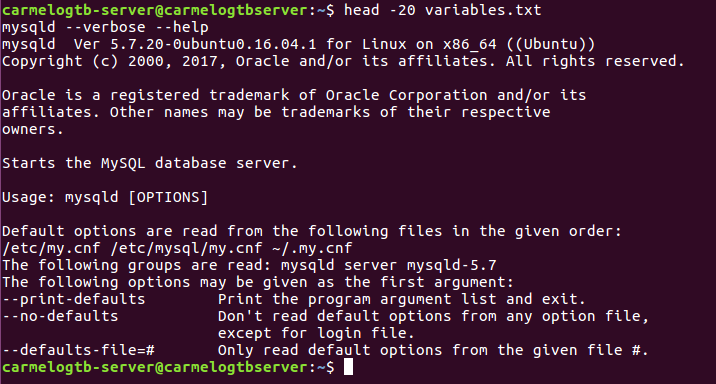 carmelogtb-server@carmelogtbserver:~$ head -20 variables.txt
mysqld --verbose --help
mysqld  Ver 5.7.20-0ubuntu0.16.04.1 for Linux on x86_64 ((Ubuntu))
Copyright (c) 2000, 2017, Oracle and/or its affiliates. All rights reserved.

Oracle is a registered trademark of Oracle Corporation and/or its
affiliates. Other names may be trademarks of their respective
owners.

Starts the MySQL database server.

Usage: mysqld [OPTIONS]

Default options are read from the following files in the given order:
/etc/my.cnf /etc/mysql/my.cnf ~/.my.cnf
The following groups are read: mysqld server mysqld-5.7
The following options may be given as the first argument:
--print-defaults        Print the program argument list and exit.
--no-defaults           Don't read default options from any option file,
                        except for login file.
--defaults-file=#       Only read default options from the given file #.
carmelogtb-server@carmelogtbserver:~$